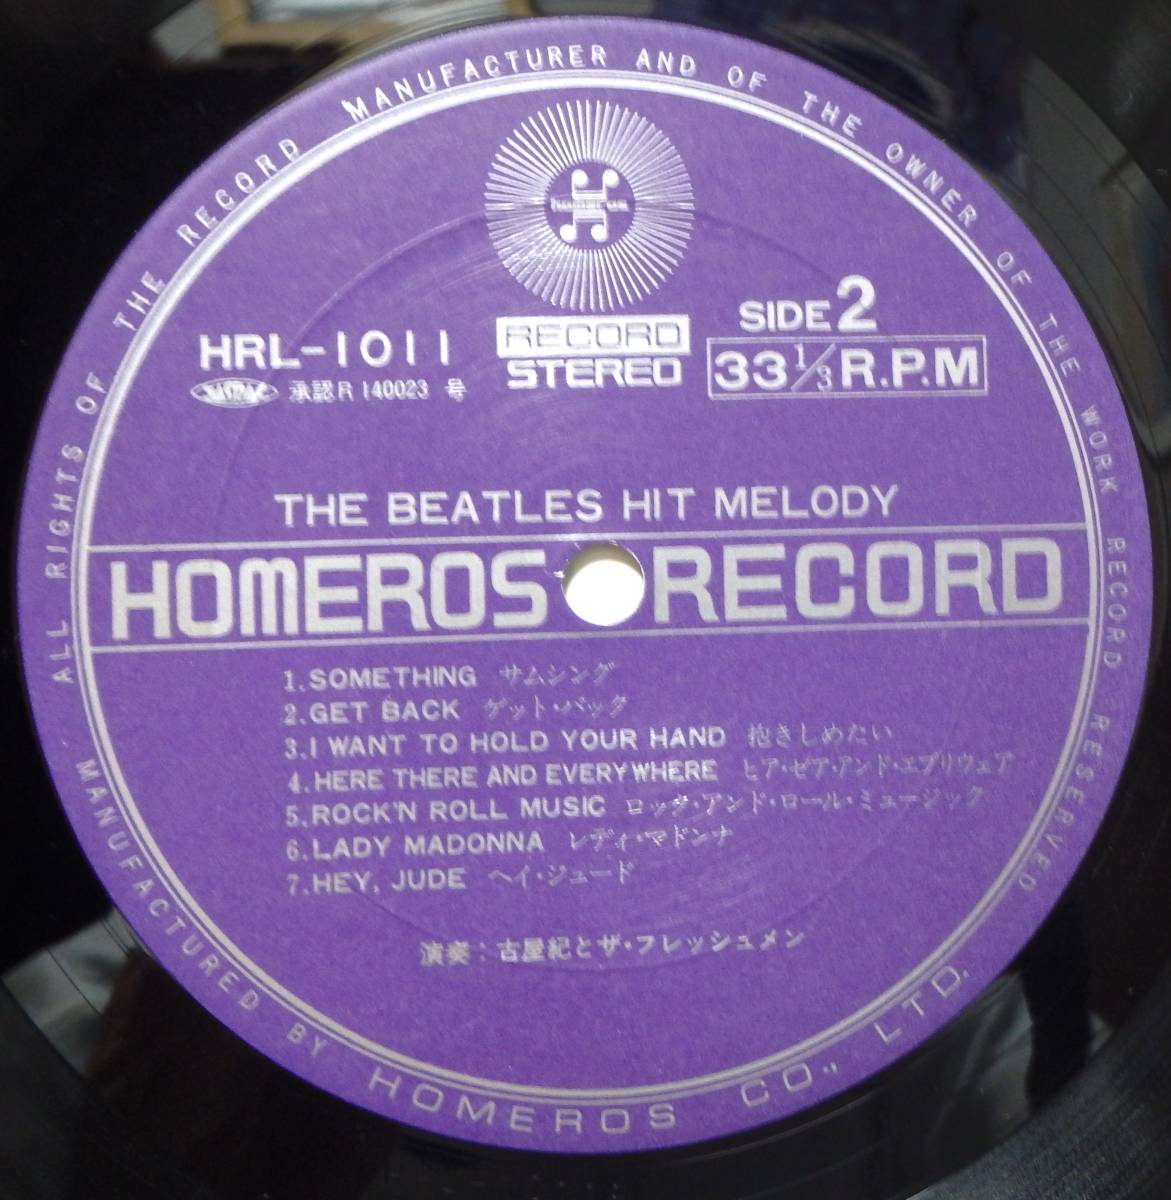 ALL RIGHTS OF THE RECORD MANUFACTURER AND OF THE OWNER OF THE WORK RECORD RESERVED
homeros
HRL-1011
承認R 140023 号
RECORD
STEREO
SIDE 2
33 1/3 R.P.M
THE BEATLES HIT MELODY
HOMEROS RECORD
1.SOMETHING サムシング
2.GET BACK ゲット・バック
3.I WANT TO HOLD YOUR HAND 抱きしめたい
4.HERE THERE AND EVERYWHERE ヒア・ゼア・アンド・エブリウェア
5.ROCK'N ROLL MUSIC ロック・アンド・ロール・ミュージック
6.LADY MADONNA レディ・マドンナ
7.HEY, JUDE ヘイ・ジュード
演奏：古屋紀とザ・フレッシュメン
MANUFACTURED BY HOMEROS CO., LTD.